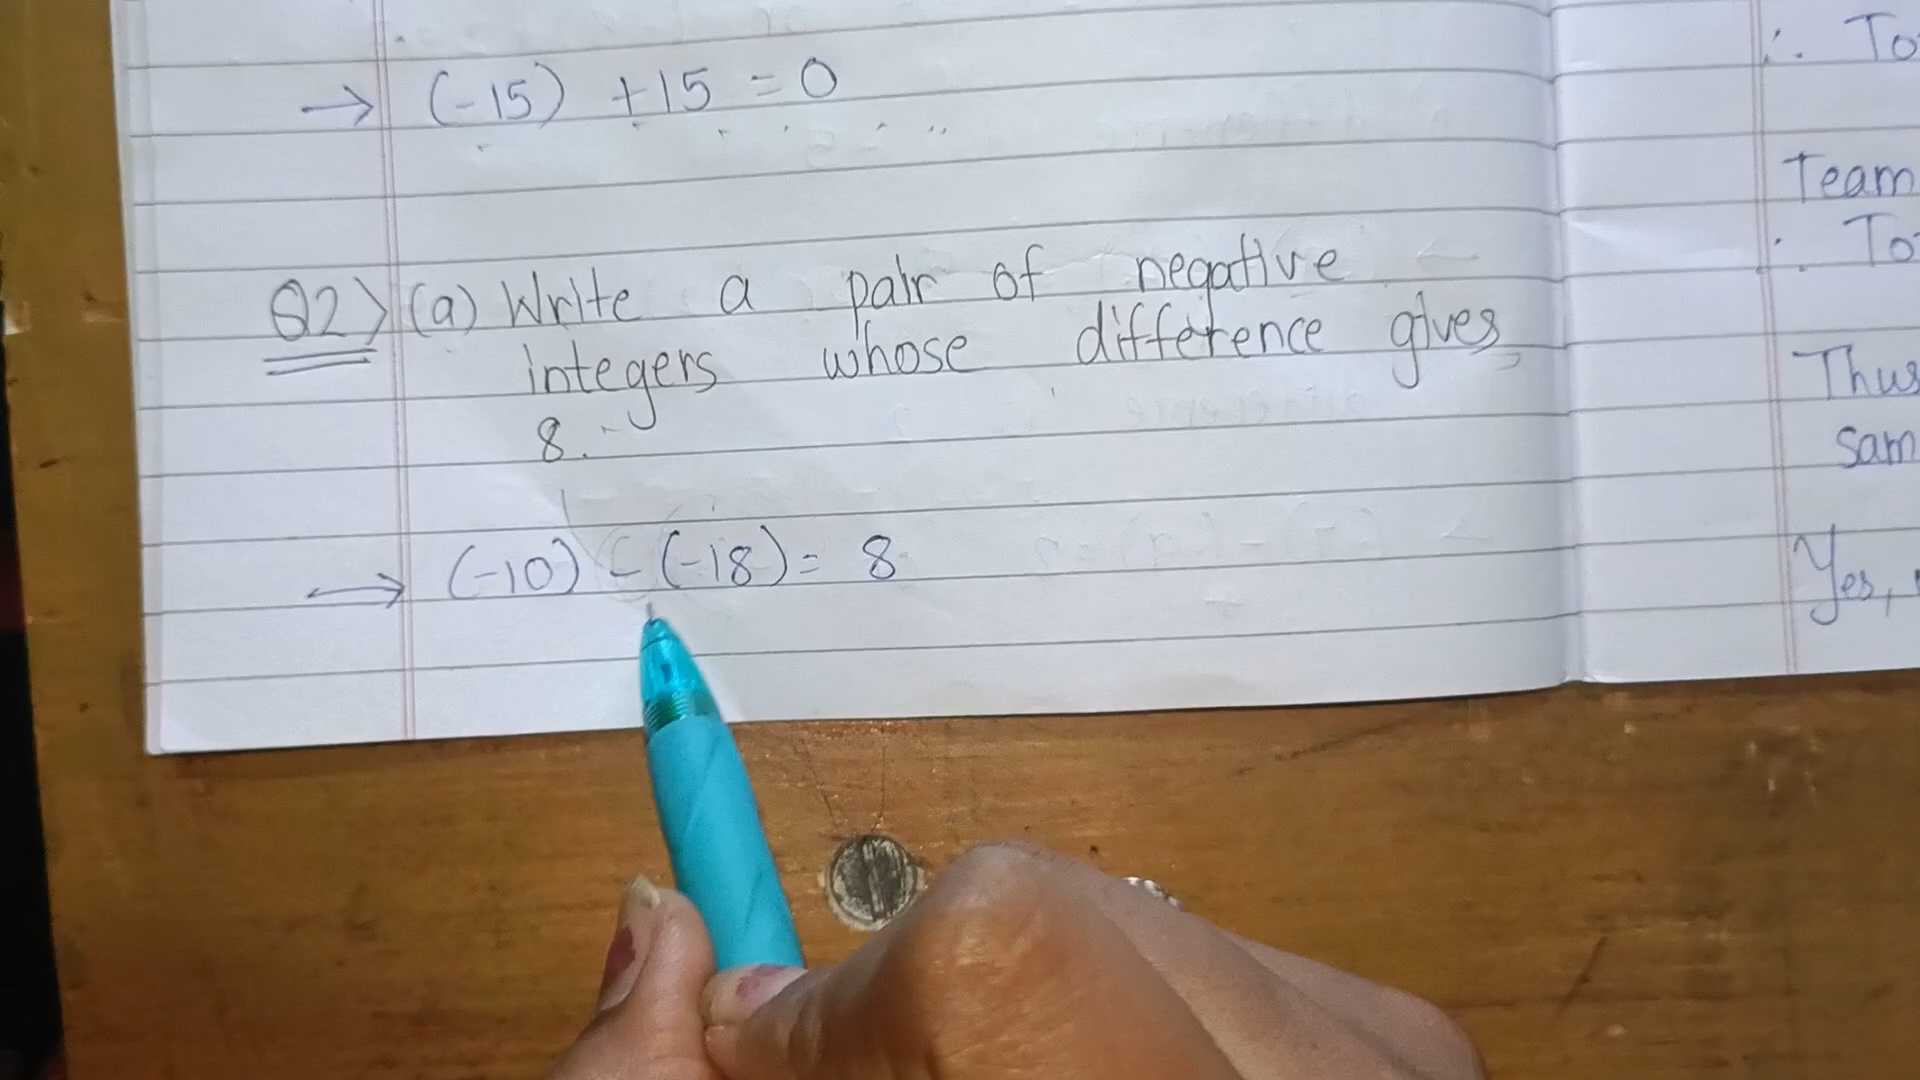 → (-15) +15 = 0
Q2> (a) Write a pair of negative
integers whose difference gives
8.
→ (-10) - (-18) = 8
∴ To
Team
∴ To
Thus
sam
Yes,